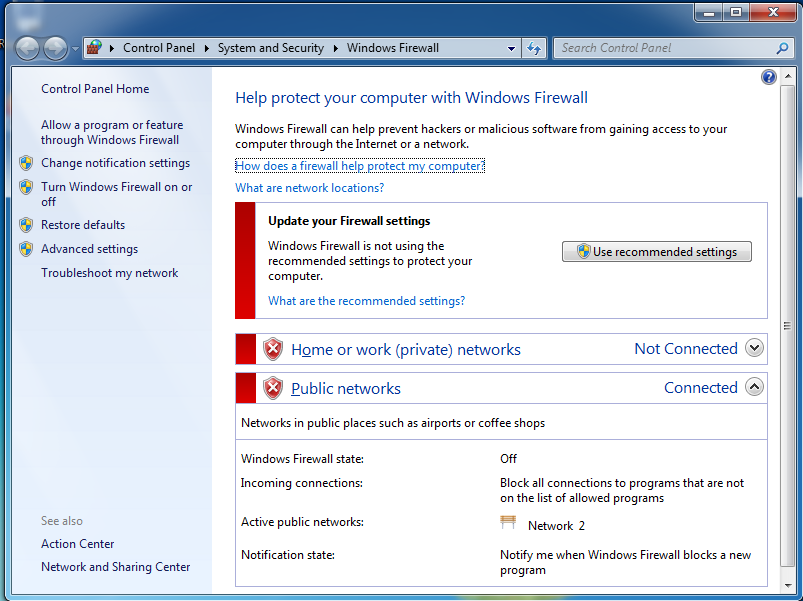 Control Panel ▸ System and Security ▸ Windows Firewall
Search Control Panel
Control Panel Home
Allow a program or feature
through Windows Firewall
Change notification settings
Turn Windows Firewall on or
off
Restore defaults
Advanced settings
Troubleshoot my network
See also
Action Center
Network and Sharing Center
Help protect your computer with Windows Firewall
Windows Firewall can help prevent hackers or malicious software from gaining access to your
computer through the Internet or a network.
How does a firewall help protect my computer?
What are network locations?
Update your Firewall settings
Windows Firewall is not using the
recommended settings to protect your
computer.
Use recommended settings
What are the recommended settings?
Home or work (private) networks Not Connected
Public networks Connected
Networks in public places such as airports or coffee shops
Windows Firewall state: Off
Incoming connections: Block all connections to programs that are not
on the list of allowed programs
Active public networks: Network 2
Notification state: Notify me when Windows Firewall blocks a new
program